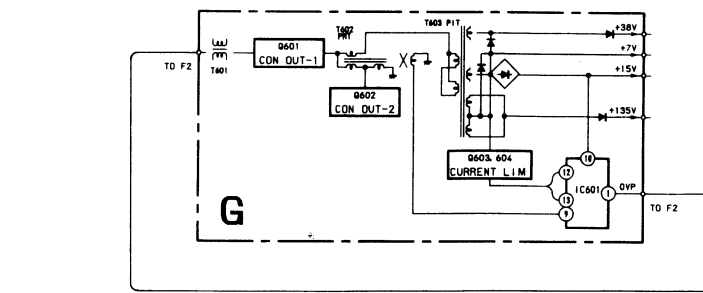 T602
PRT
T603 PIT
+38V
Q601
CON OUT-1
+7V
TO F2
T601
+15V
Q602
CON OUT-2
+135V
Q603, 604
CURRENT LIM
10
12
IC601
1
OVP
13
9
TO F2
G